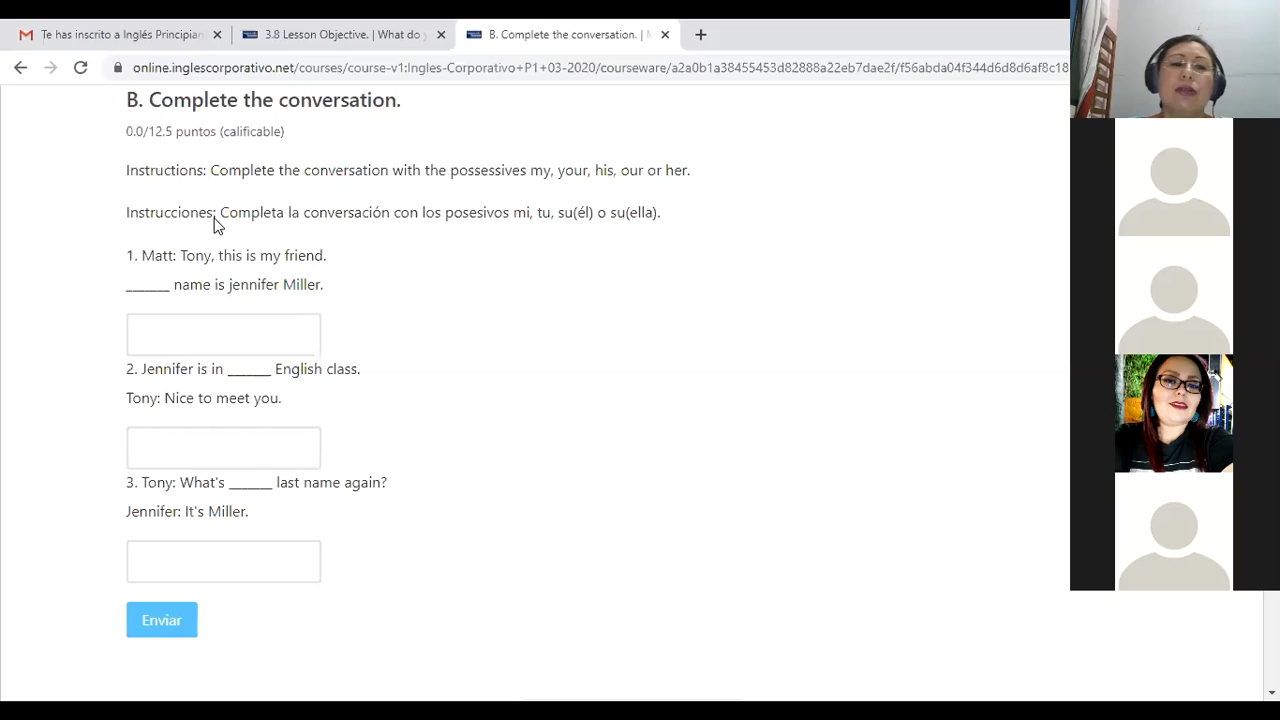 Te has inscrito a Inglés Principian
3.8 Lesson Objective. | What do y
B. Complete the conversation. |
online.inglescorporativo.net/courses/course-v1:Ingles-Corporativo+P1+03-2020/courseware/a2a0b1a38455453d82888a22eb7dae2f/f56abda04f344d6d8d6af8c18
B. Complete the conversation.
0.0/12.5 puntos (calificable)
Instructions: Complete the conversation with the possessives my, your, his, our or her.
Instrucciones: Completa la conversación con los posesivos mi, tu, su(él) o su(ella).
1. Matt: Tony, this is my friend.
______ name is jennifer Miller.
2. Jennifer is in ______ English class.
Tony: Nice to meet you.
3. Tony: What's ______ last name again?
Jennifer: It's Miller.
Enviar